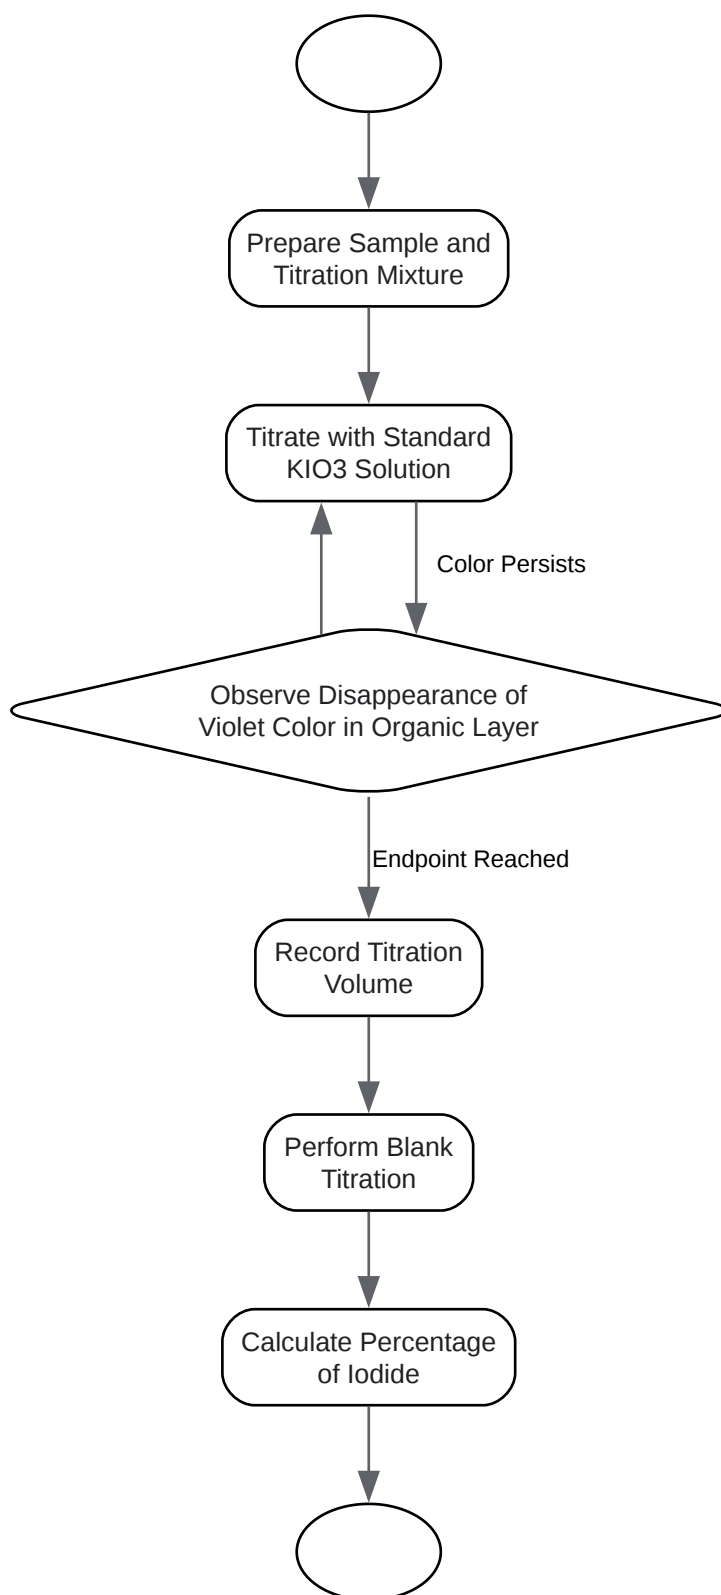 Prepare Sample and
Titration Mixture
Titrate with Standard
KIO3 Solution
Color Persists
Observe Disappearance of
Violet Color in Organic Layer
Endpoint Reached
Record Titration
Volume
Perform Blank
Titration
Calculate Percentage
of Iodide